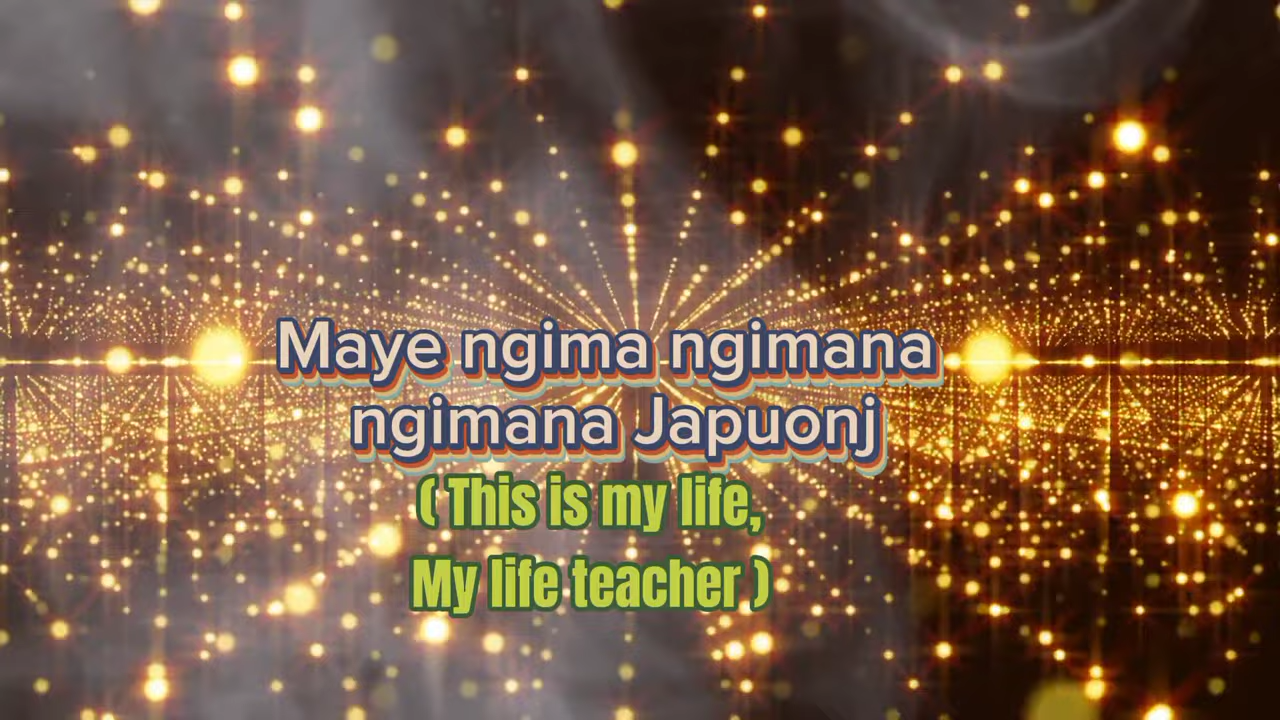 Maye ngima ngimana
ngimana Japuonj
( This is my life,
My life teacher )